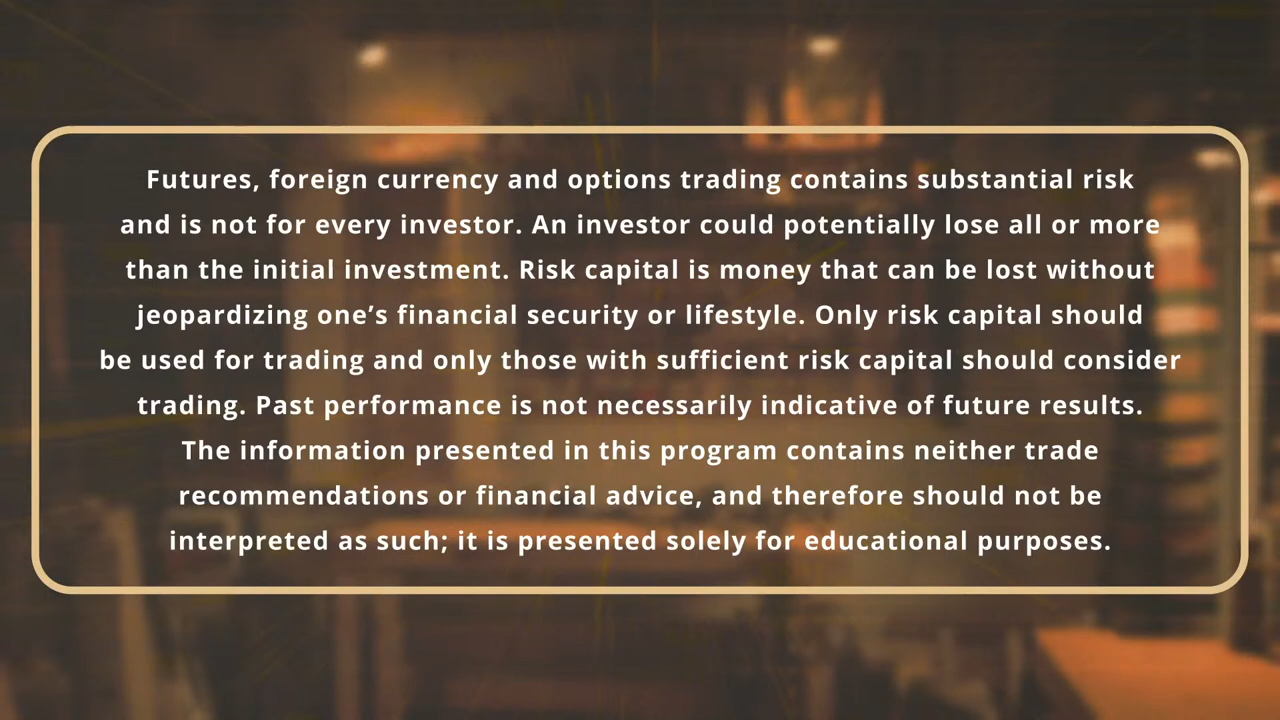 Futures, foreign currency and options trading contains substantial risk
and is not for every investor. An investor could potentially lose all or more
than the initial investment. Risk capital is money that can be lost without
jeopardizing one’s financial security or lifestyle. Only risk capital should
be used for trading and only those with sufficient risk capital should consider
trading. Past performance is not necessarily indicative of future results.
The information presented in this program contains neither trade
recommendations or financial advice, and therefore should not be
interpreted as such; it is presented solely for educational purposes.